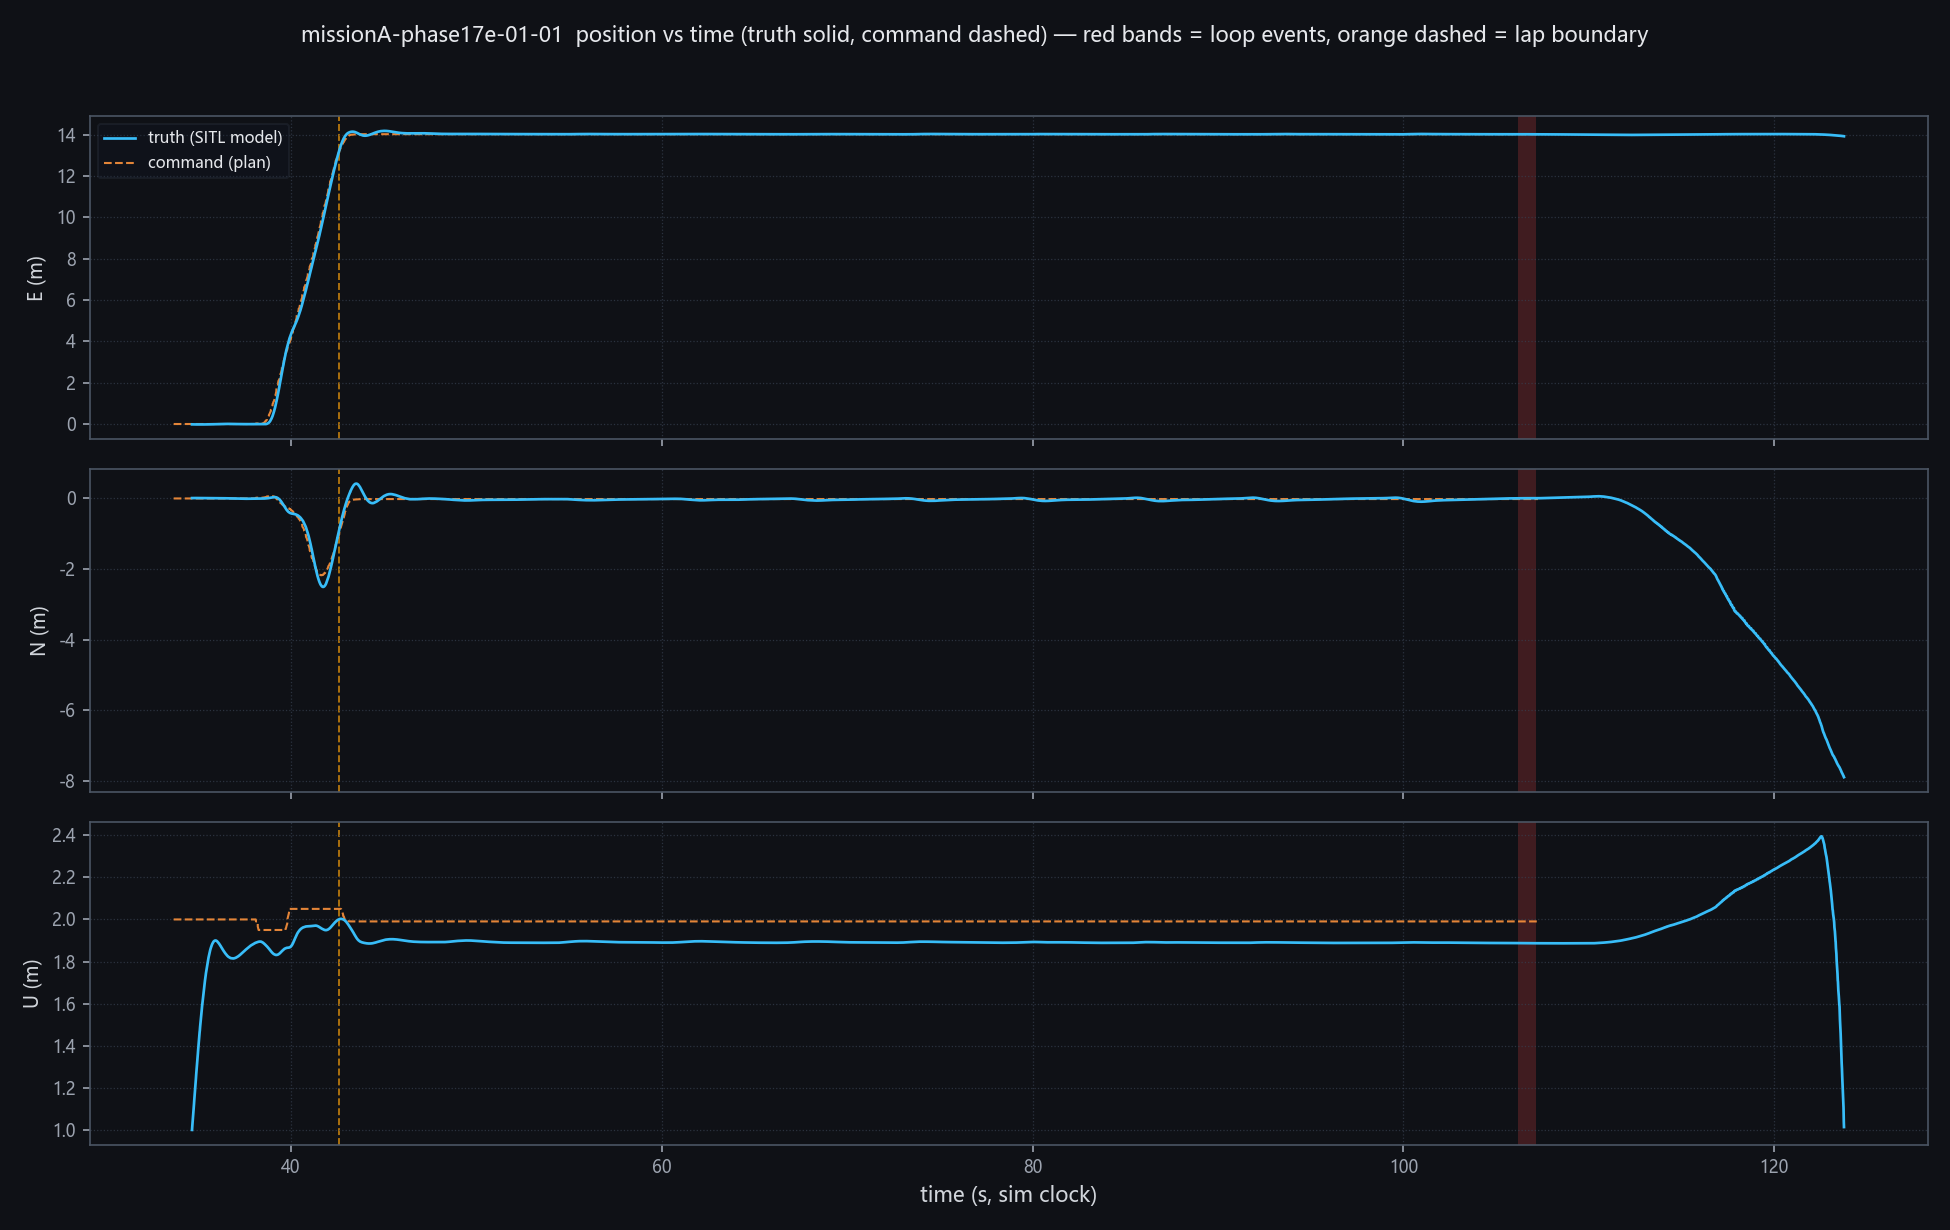 missionA-phase17e-01-01  position vs time (truth solid, command dashed) — red bands = loop events, orange dashed = lap boundary
truth (SITL model)
command (plan)
E (m)
14
12
10
8
6
4
2
0
N (m)
0
-2
-4
-6
-8
U (m)
2.4
2.2
2.0
1.8
1.6
1.4
1.2
1.0
40 60 80 100 120
time (s, sim clock)